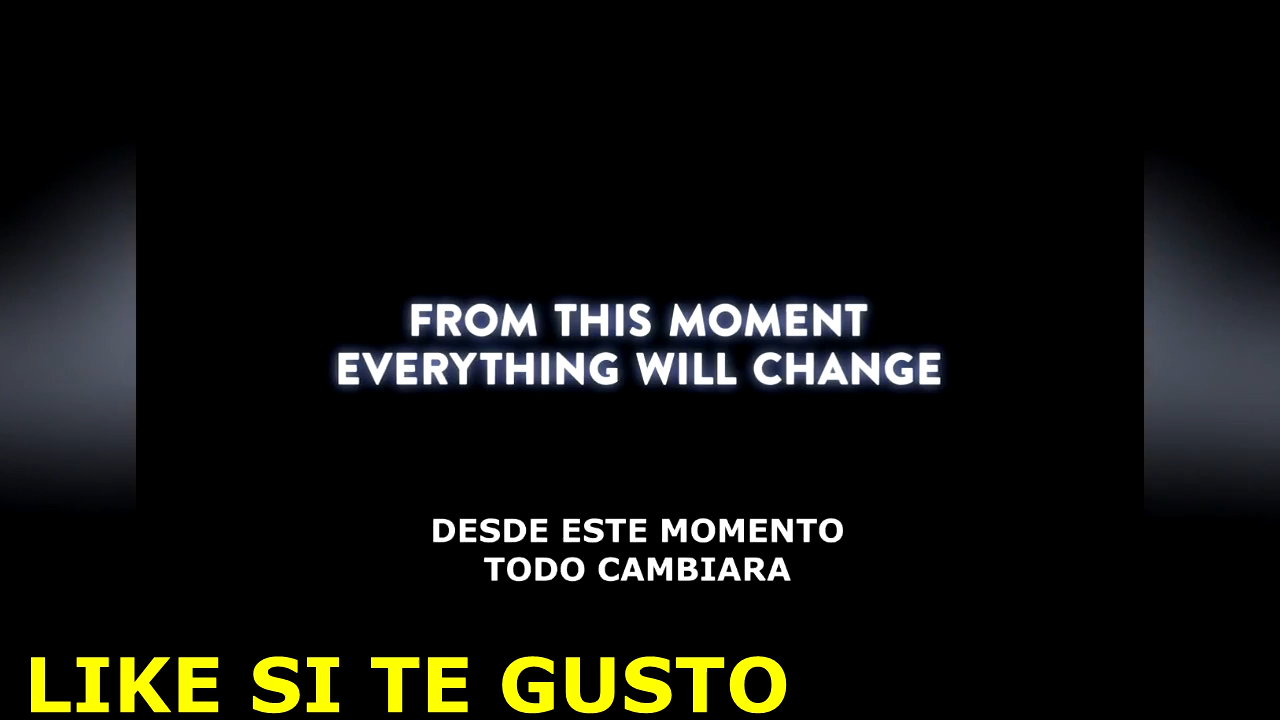 FROM THIS MOMENT
EVERYTHING WILL CHANGE
DESDE ESTE MOMENTO
TODO CAMBIARA
LIKE SI TE GUSTO